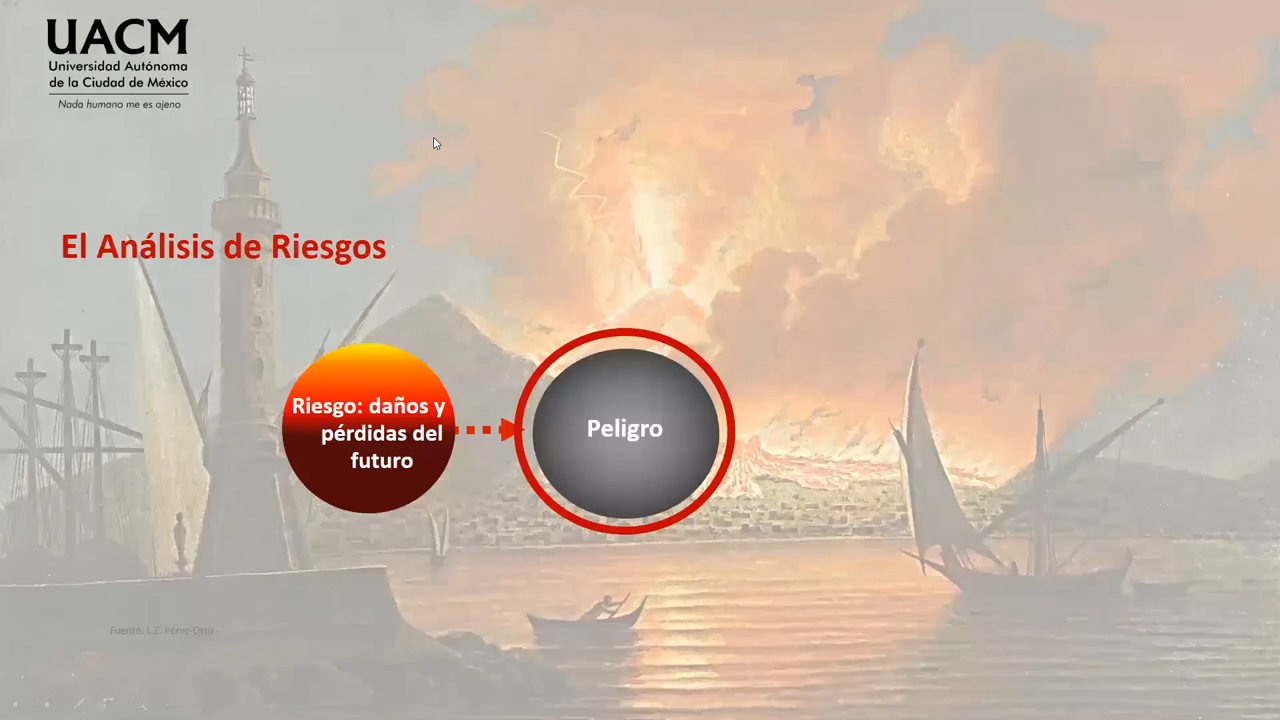 UACM
Universidad Autónoma
de la Ciudad de México
Nada humano me es ajeno
El Análisis de Riesgos
Riesgo: daños y
pérdidas del
futuro
Peligro
Fuente. L.E. Pérez-Ortiz